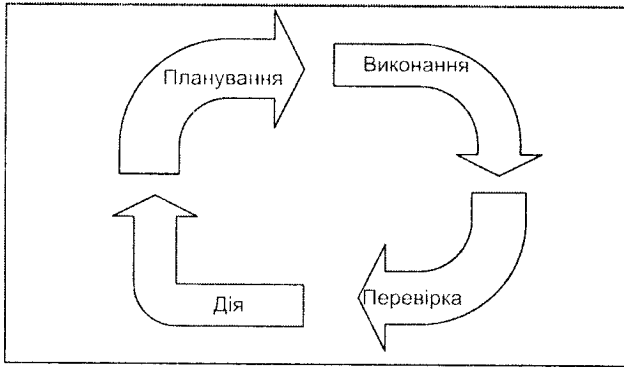 Планування
Виконання
Перевірка
Дія